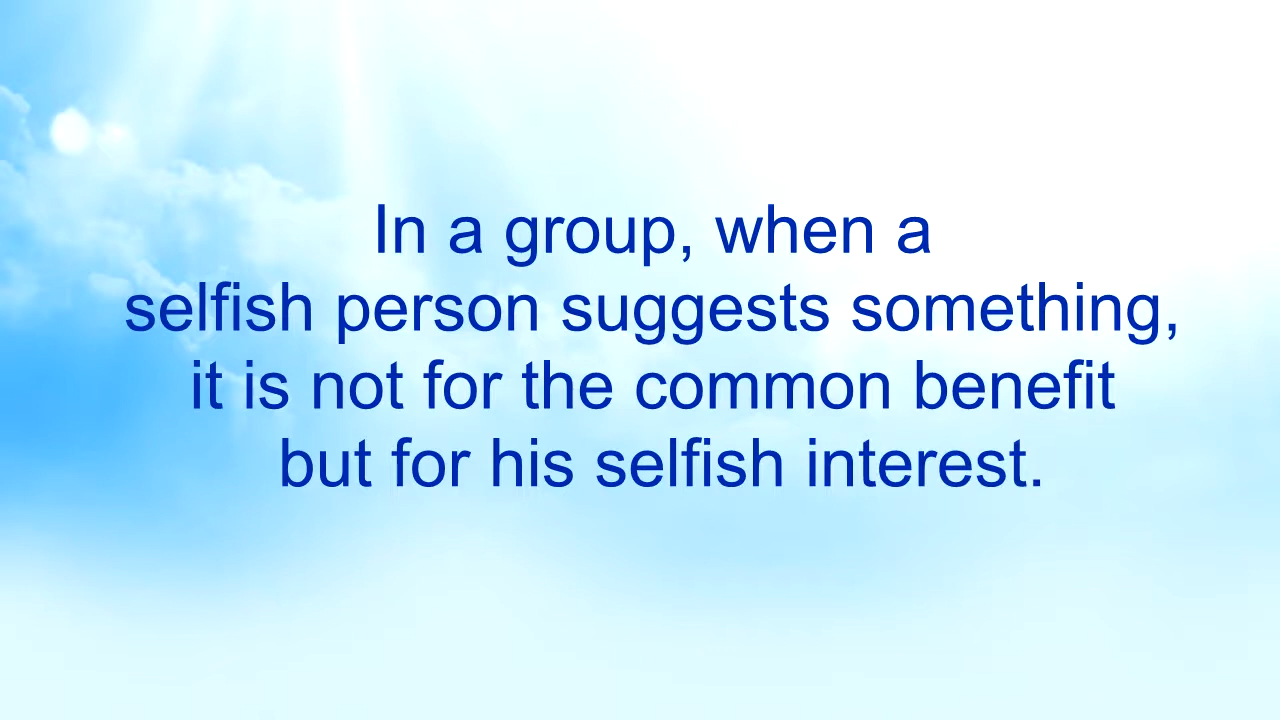 In a group, when a
selfish person suggests something,
it is not for the common benefit
but for his selfish interest.